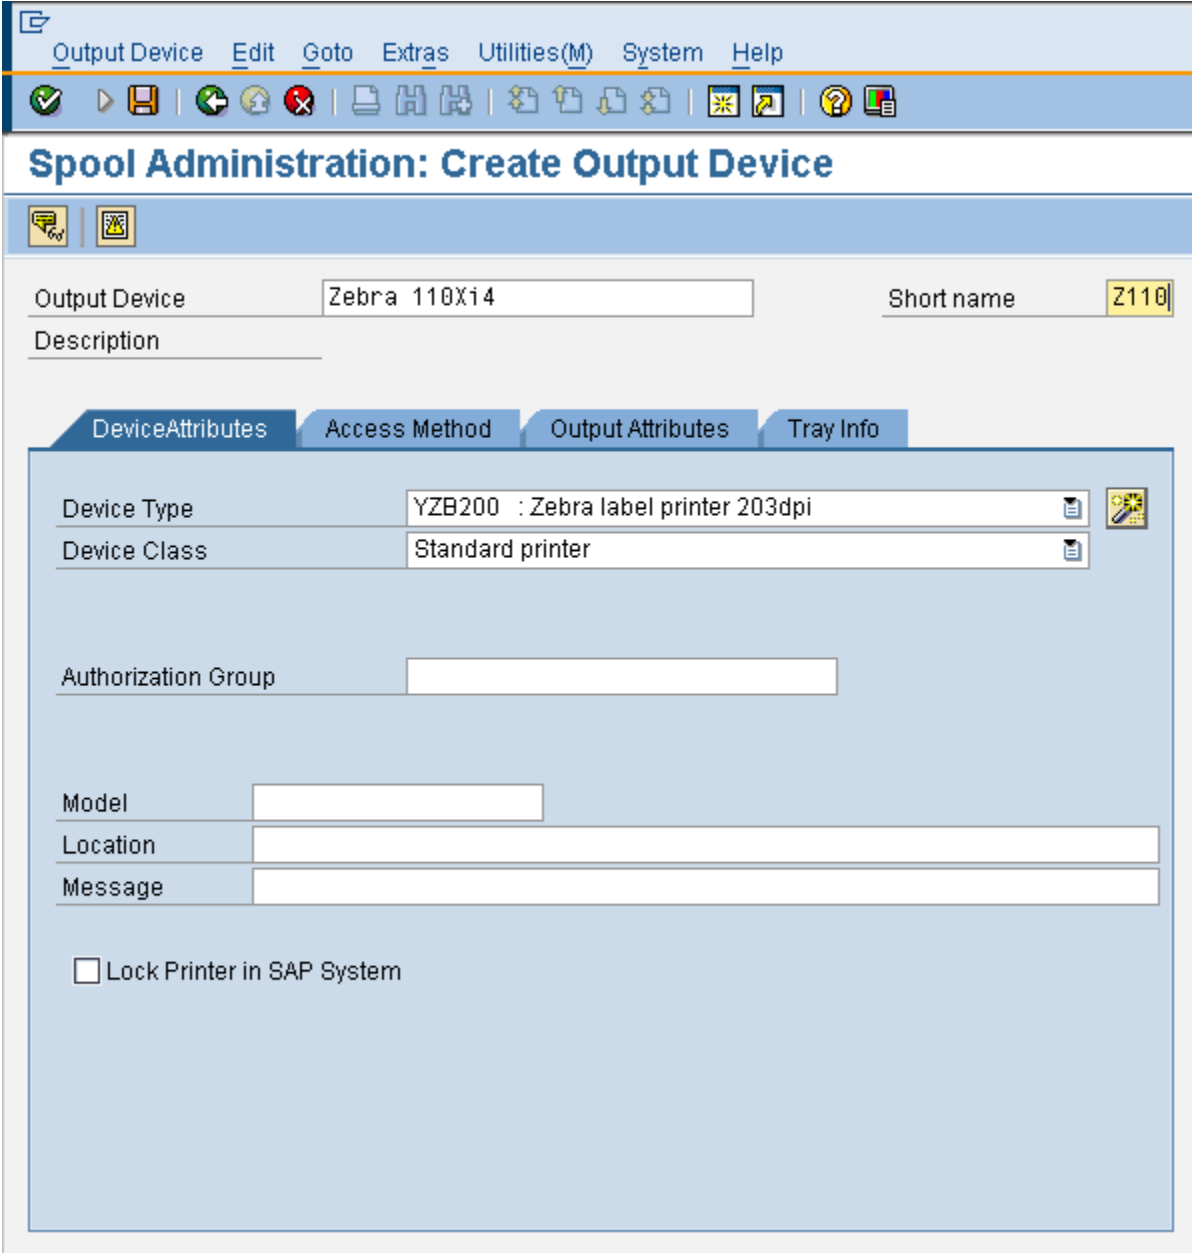 Output Device Edit Goto Extras Utilities(M) System Help
Spool Administration: Create Output Device
Output Device Zebra 110Xi4 Short name Z110
Description
DeviceAttributes Access Method Output Attributes Tray Info
Device Type YZB200 : Zebra label printer 203dpi
Device Class Standard printer
Authorization Group
Model
Location
Message
Lock Printer in SAP System